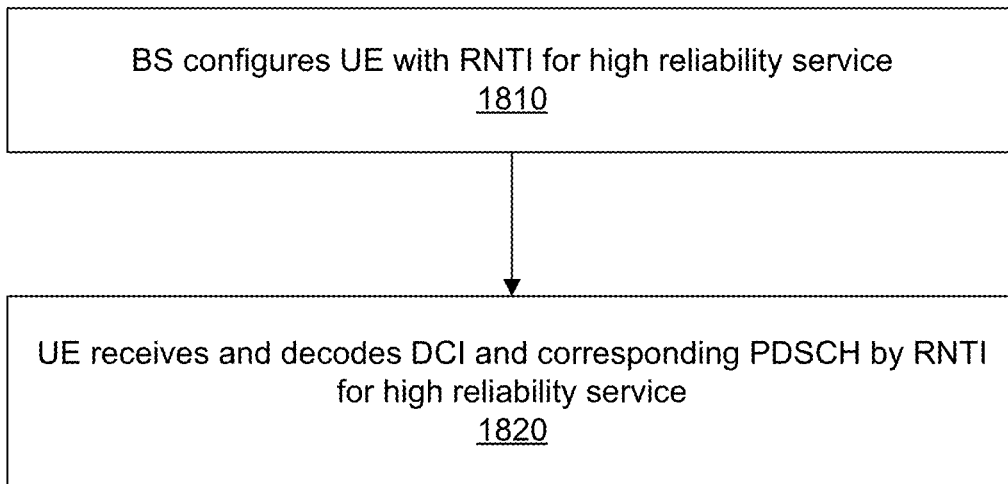 BS configures UE with RNTI for high reliability service
1810
UE receives and decodes DCI and corresponding PDSCH by RNTI
for high reliability service
1820